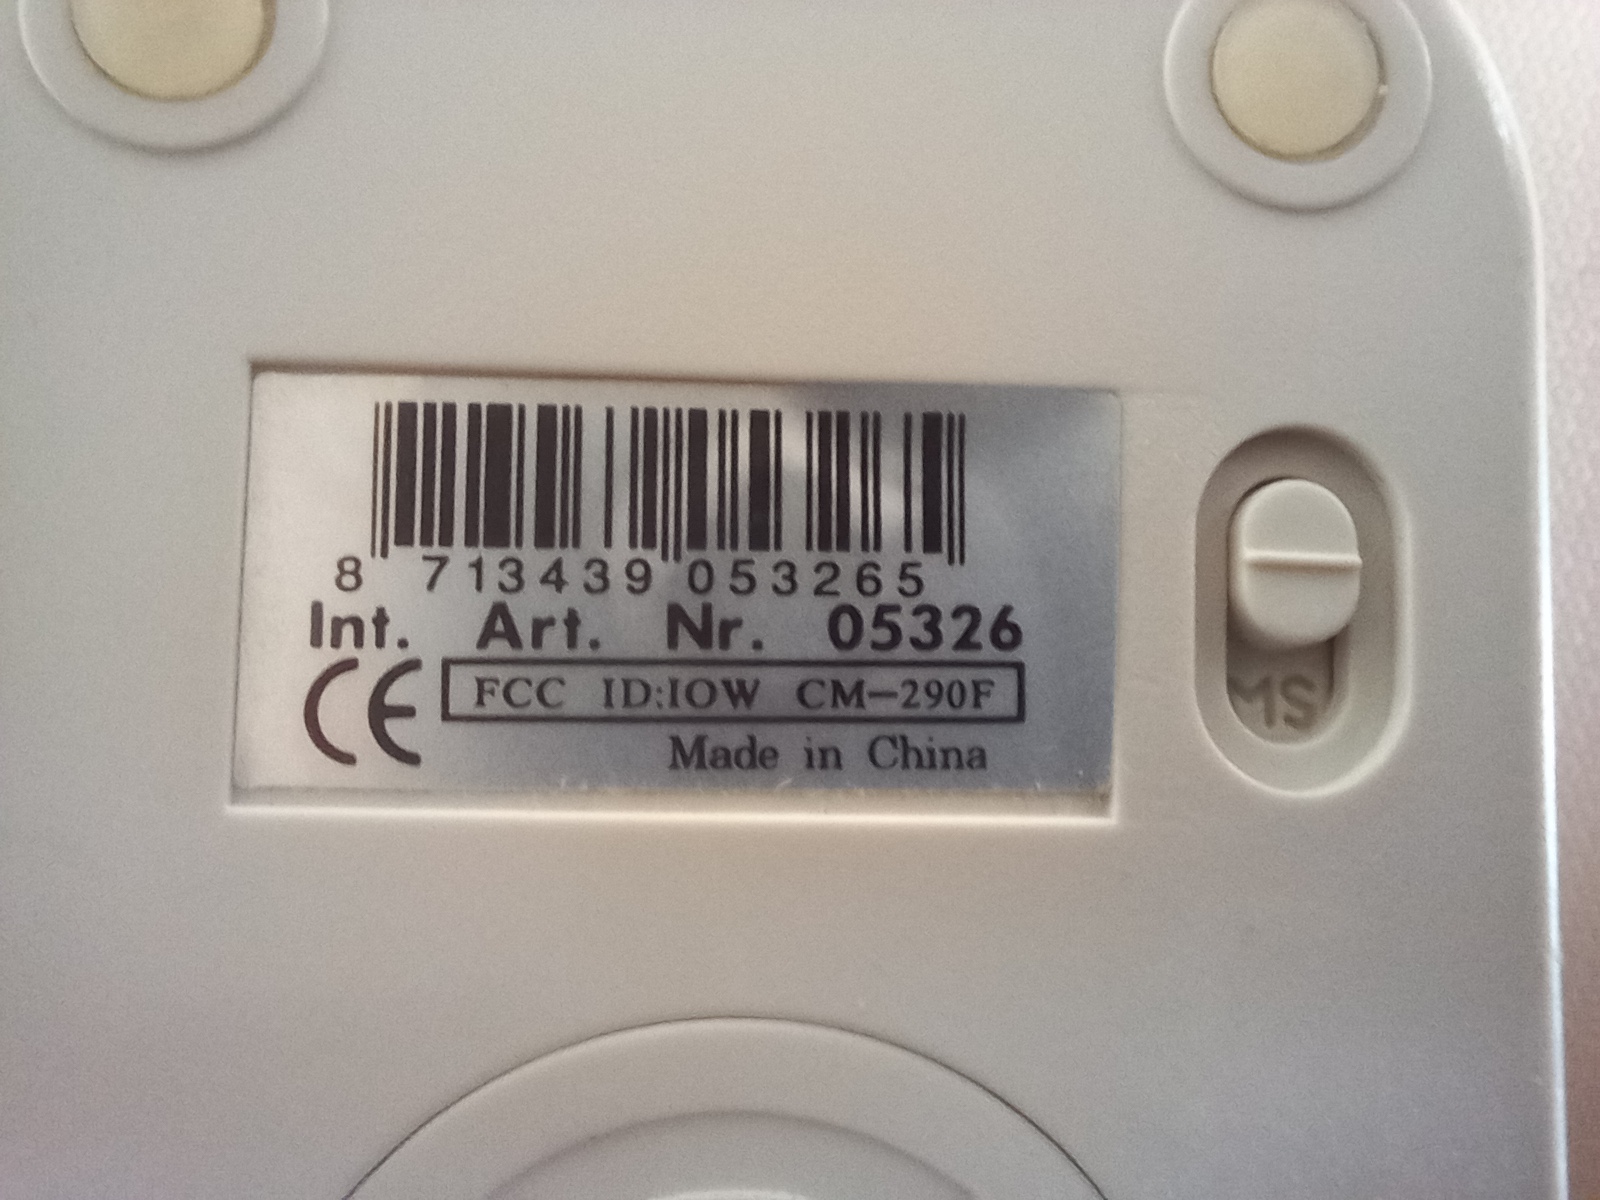 8 713439 053265
Int. Art. Nr. 05326
CE FCC ID:IOW CM-290F
Made in China
MS